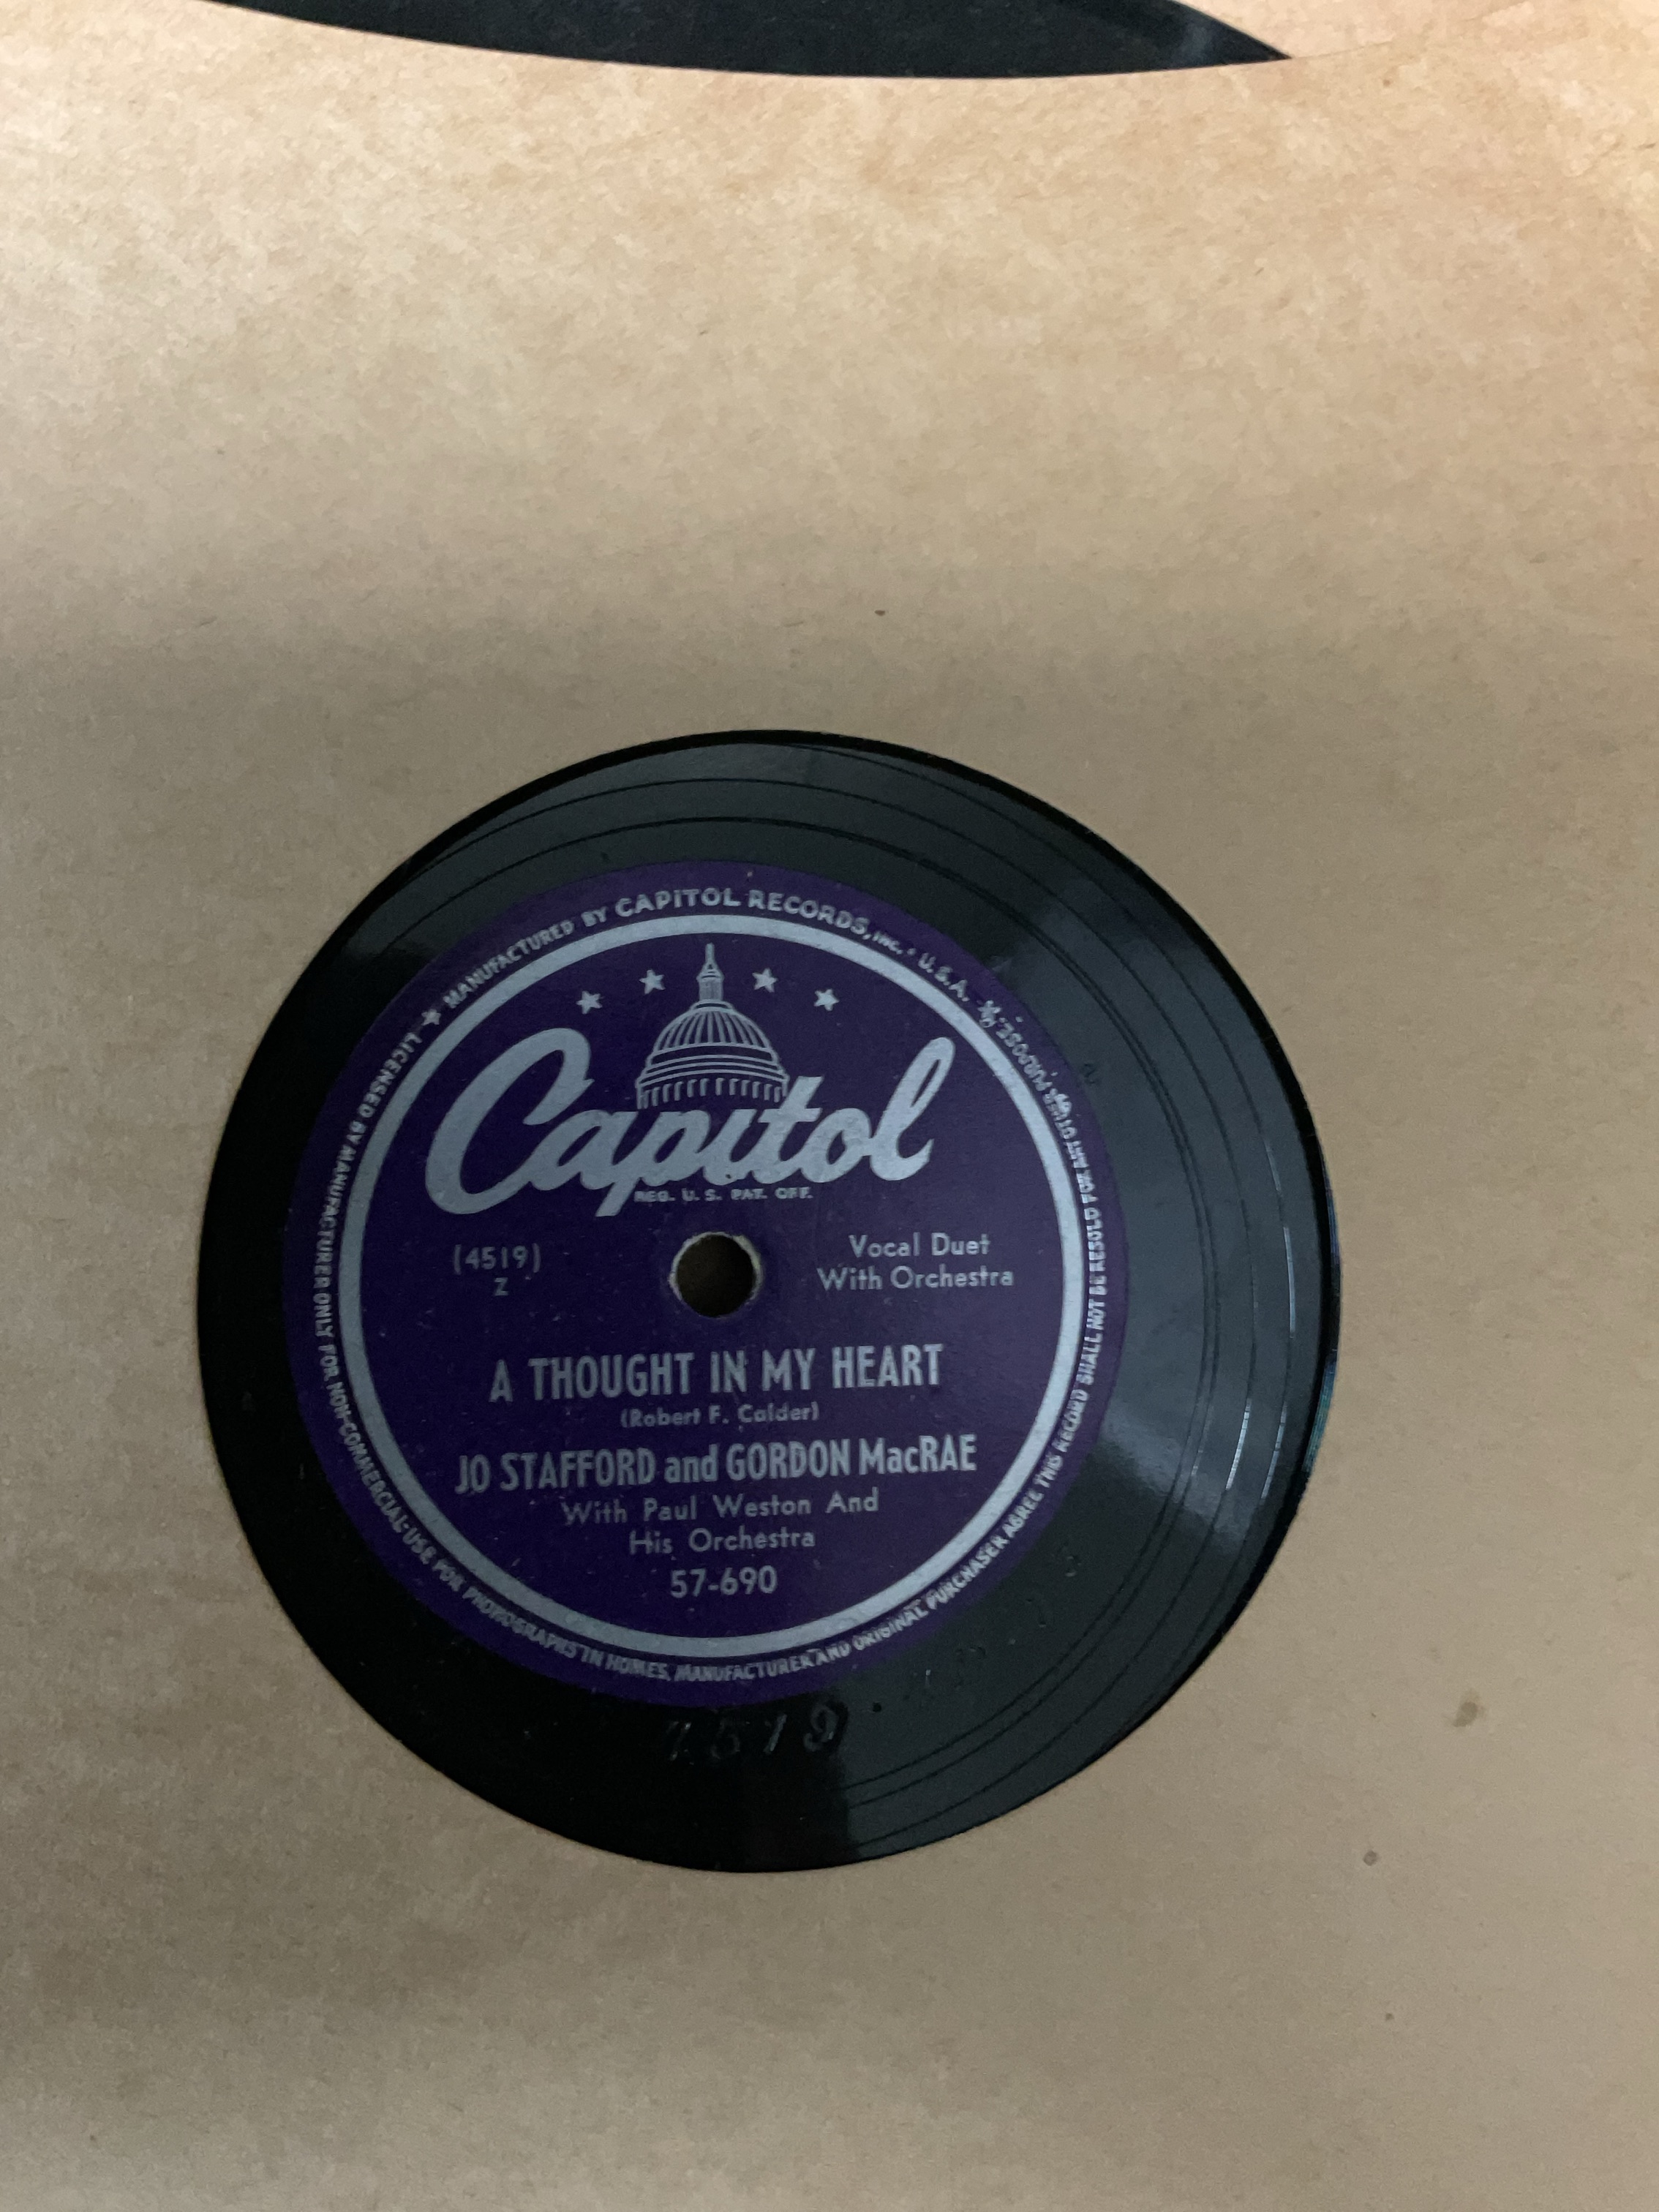 MANUFACTURED BY CAPITOL RECORDS, INC. • U.S.A.
Capitol
REG. U. S. PAT. OFF.
(4519)
Z
Vocal Duet
With Orchestra
A THOUGHT IN MY HEART
(Robert F. Calder)
JO STAFFORD and GORDON MacRAE
With Paul Weston And
His Orchestra
57-690
LICENSED BY MANUFACTURER ONLY FOR NON-COMMERCIAL USE FOR PHONOGRAPHS IN HOMES. MANUFACTURER AND ORIGINAL PURCHASER AGREE THIS RECORD SHALL NOT BE RESOLD FOR ANY OTHER PURPOSE.